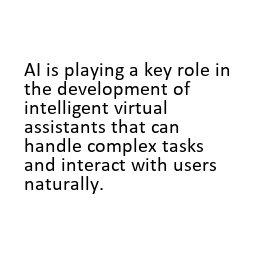 AI is playing a key role in
the development of
intelligent virtual
assistants that can
handle complex tasks
and interact with users
naturally.